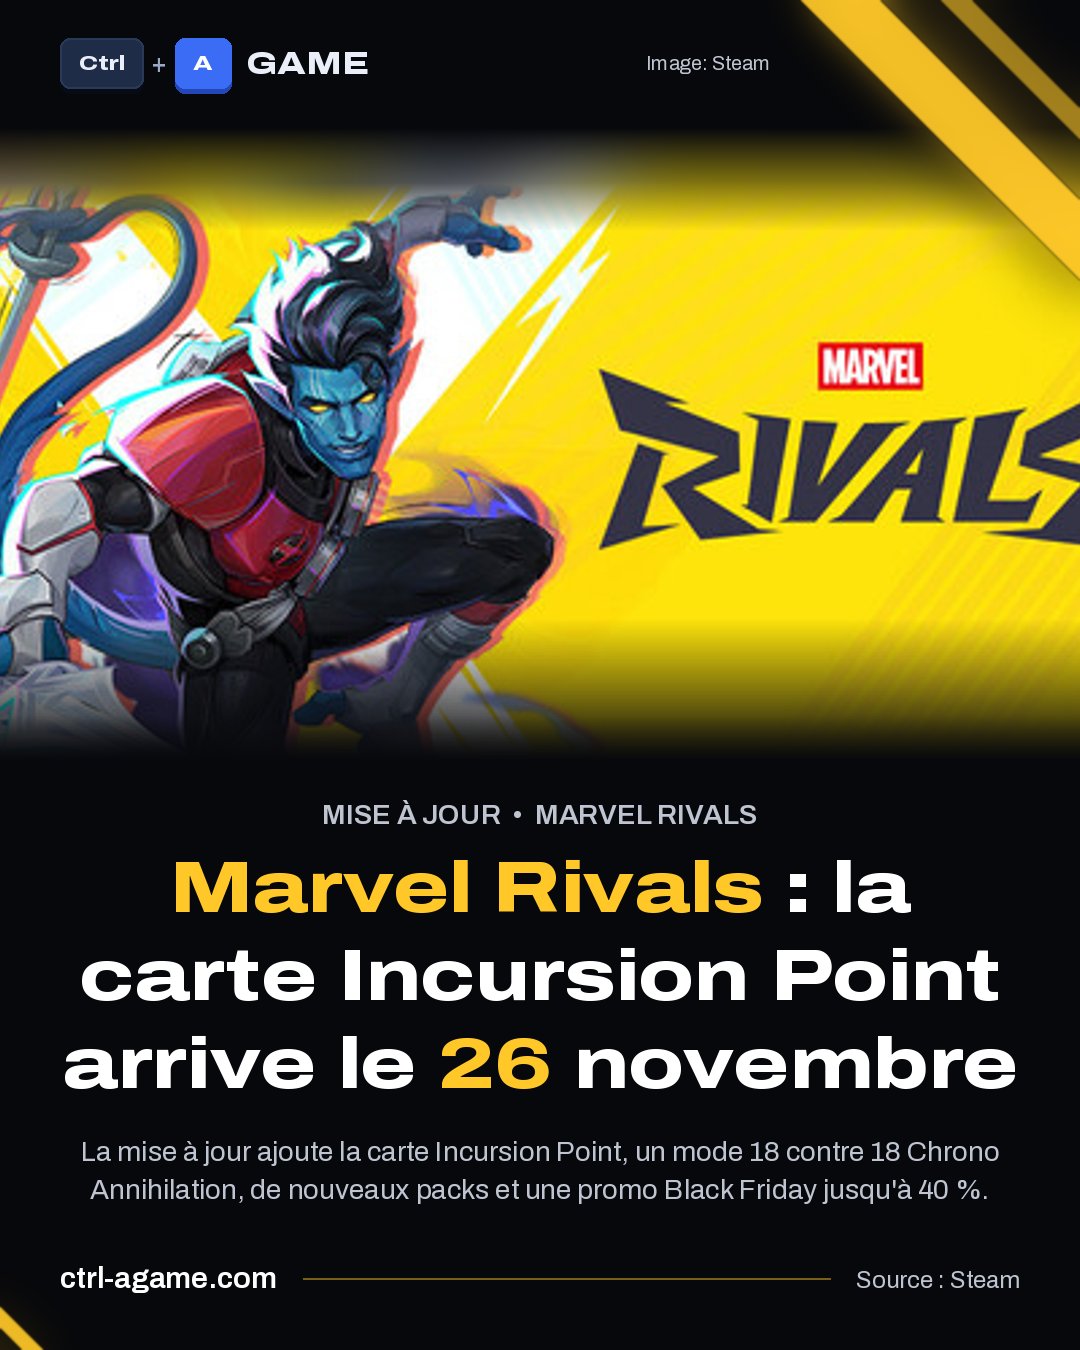 Ctrl + A GAME
Image: Steam
MARVEL
RIVALS
MISE À JOUR • MARVEL RIVALS
Marvel Rivals : la
carte Incursion Point
arrive le 26 novembre
La mise à jour ajoute la carte Incursion Point, un mode 18 contre 18 Chrono
Annihilation, de nouveaux packs et une promo Black Friday jusqu'à 40 %.
ctrl-agame.com
Source : Steam